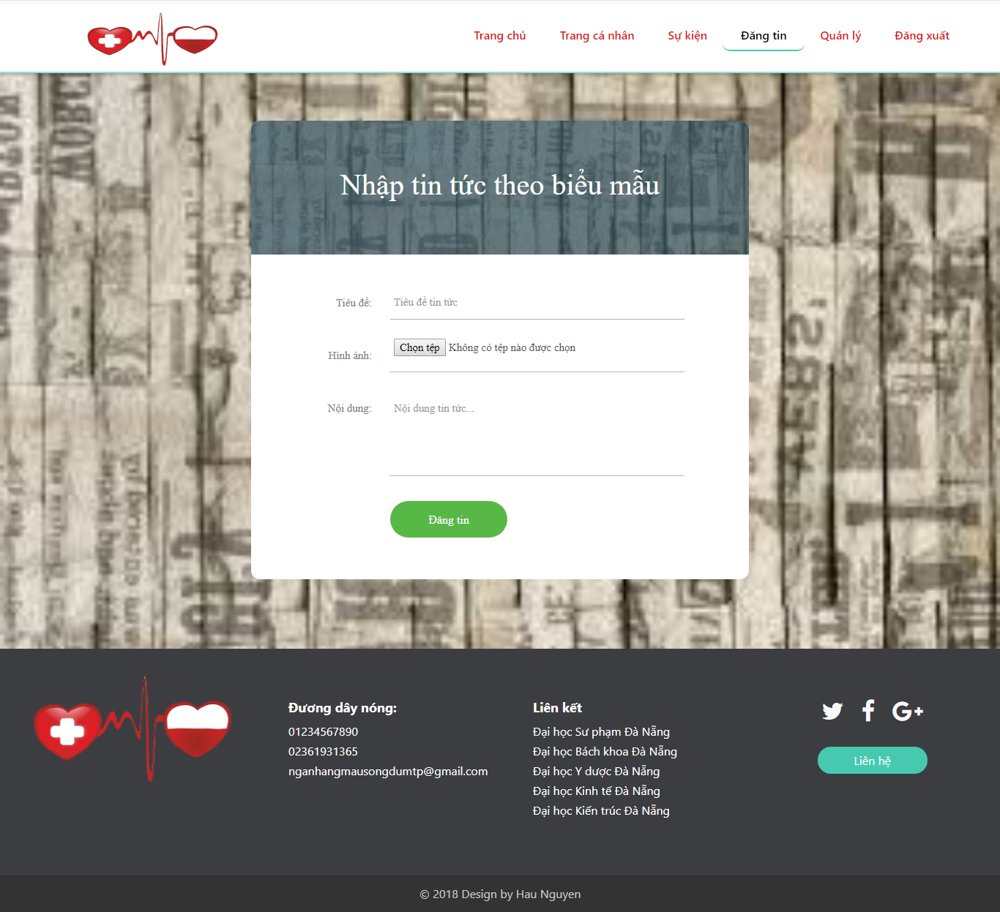 Trang chủ Trang cá nhân Sự kiện Đăng tin Quản lý Đăng xuất
Nhập tin tức theo biểu mẫu
Tiêu đề: Tiêu đề tin tức
Hình ảnh: Chọn tệp Không có tệp nào được chọn
Nội dung: Nội dung tin tức...
Đăng tin
Đương dây nóng:
01234567890
02361931365
nganhangmausongdumtp@gmail.com
Liên kết
Đại học Sư phạm Đà Nẵng
Đại học Bách khoa Đà Nẵng
Đại học Y dược Đà Nẵng
Đại học Kinh tế Đà Nẵng
Đại học Kiến trúc Đà Nẵng
G+
Liên hệ
© 2018 Design by Hau Nguyen